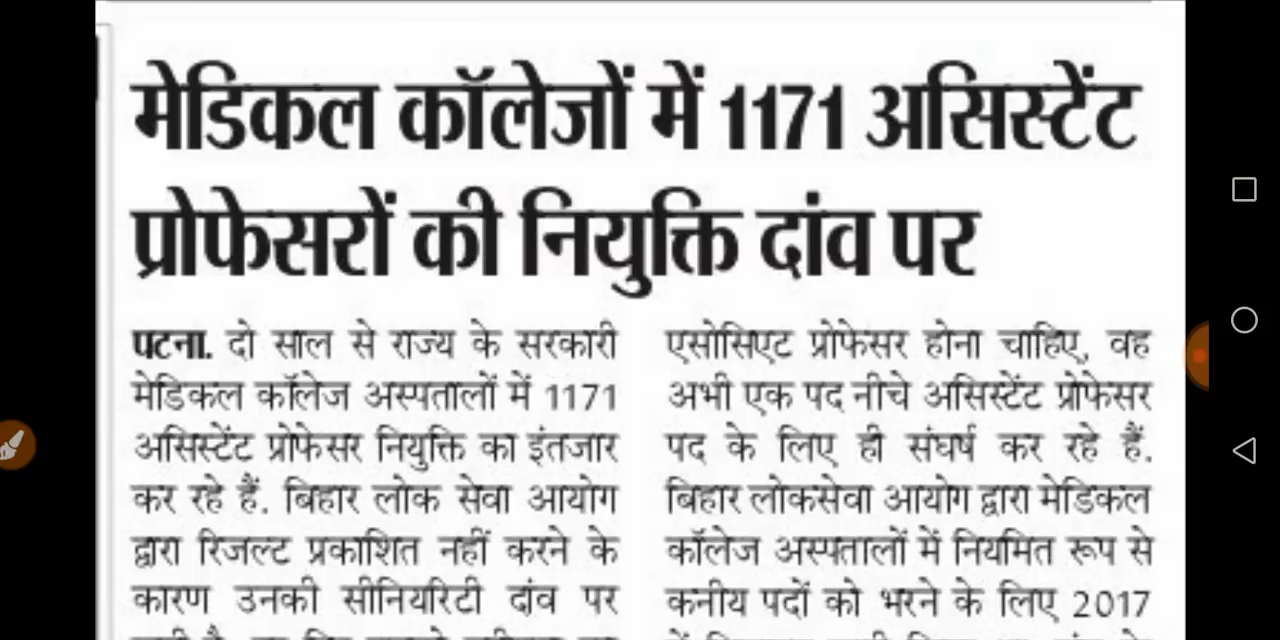 मेडिकल कॉलेजों में 1171 असिस्टेंट
प्रोफेसरों की नियुक्ति दांव पर
पटना. दो साल से राज्य के सरकारी
मेडिकल कॉलेज अस्पतालों में 1171
असिस्टेंट प्रोफेसर नियुक्ति का इंतजार
कर रहे हैं. बिहार लोक सेवा आयोग
द्वारा रिजल्ट प्रकाशित नहीं करने के
कारण उनकी सीनियरिटी दांव पर
एसोसिएट प्रोफेसर होना चाहिए, वह
अभी एक पद नीचे असिस्टेंट प्रोफेसर
पद के लिए ही संघर्ष कर रहे हैं.
बिहार लोकसेवा आयोग द्वारा मेडिकल
कॉलेज अस्पतालों में नियमित रूप से
कनीय पदों को भरने के लिए 2017